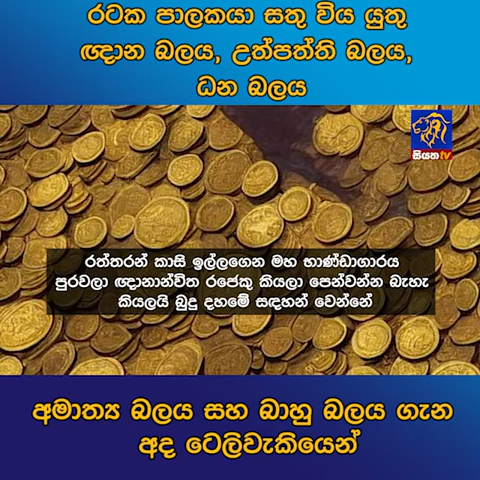 රටක පාලකයා සතු විය යුතු
ඥාන බලය, උත්පත්ති බලය,
ධන බලය
සියත tv
රත්තරන් කාසි ඉල්ලගෙන මහ භාණ්ඩාගාරය
පුරවලා ඥානාන්විත රජෙකු කියලා පෙන්වන්න බැහැ
කියලයි බුදු දහමේ සඳහන් වෙන්නේ
අමාත්‍ය බලය සහ බාහු බලය ගැන
අද ටෙලිවැකියෙන්